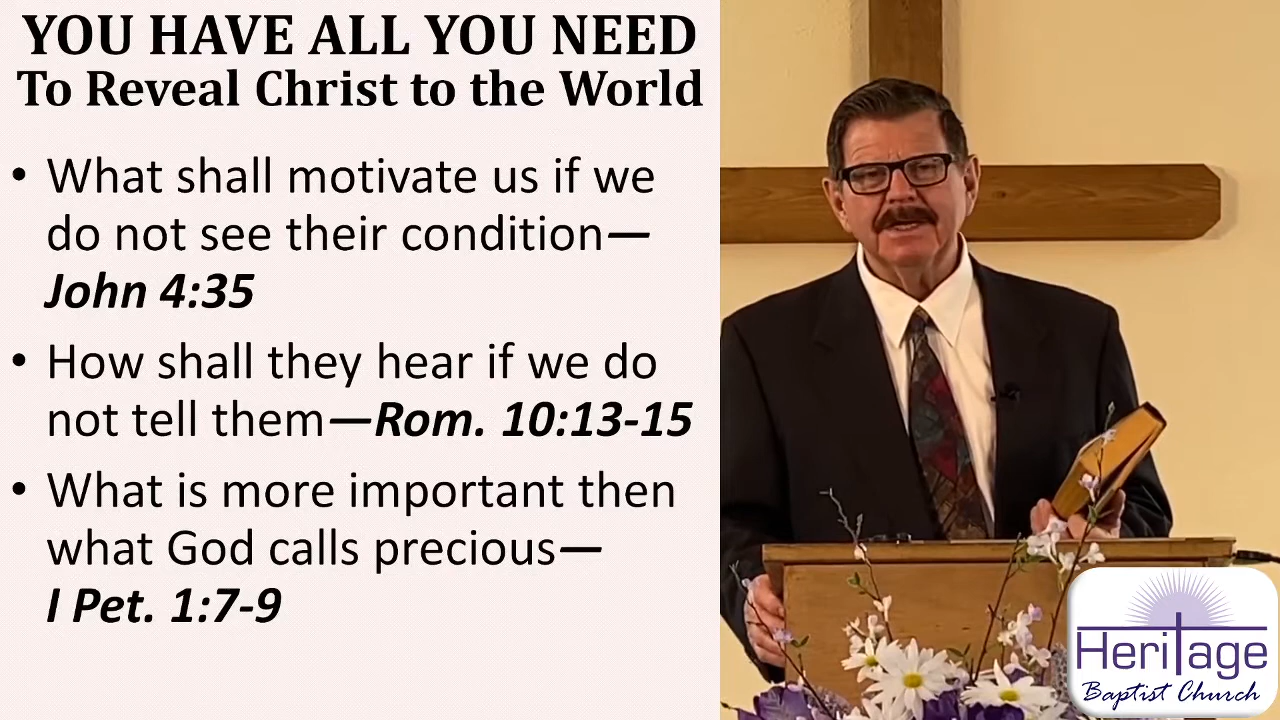 YOU HAVE ALL YOU NEED
To Reveal Christ to the World
• What shall motivate us if we
do not see their condition—
John 4:35
• How shall they hear if we do
not tell them—Rom. 10:13-15
• What is more important then
what God calls precious—
I Pet. 1:7-9
Heritage
Baptist Church